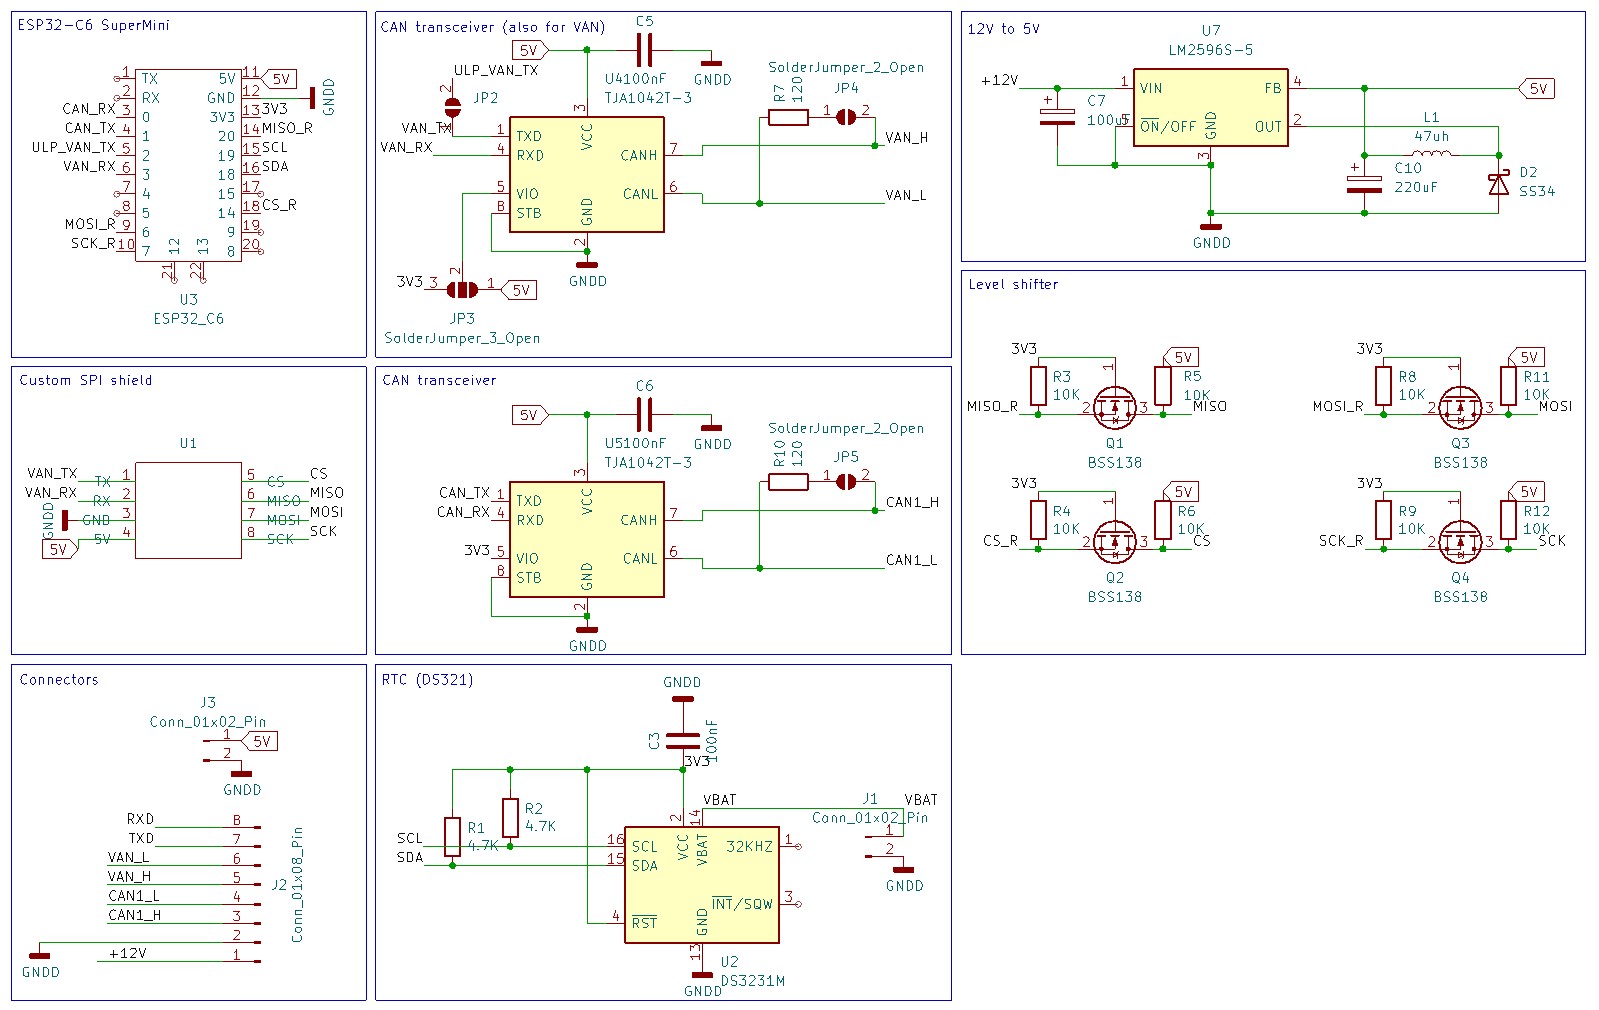 ESP32-C6 SuperMini
1 TX
2 RX
CAN_RX 3 0
CAN_TX 4 1
ULP_VAN_TX 5 2
VAN_RX 6 3
7 4
8 5
MOSI_R 9 6
SCK_R 10 7
5V 11 5V
GND 12 GNDD
3V3 13 3V3
20 14 MISO_R
19 15 SCL
18 16 SDA
15 17
14 18 CS_R
9 19
8 20
12 13
21 22
U3
ESP32_C6
CAN transceiver (also for VAN)
5V
C5
GNDD
ULP_VAN_TX
2
JP2
1
U4 100nF
TJA1042T-3
3
VCC
VAN_TX 1 TXD
VAN_RX 4 RXD
5 VIO
8 STB
CANH 7
CANL 6
GND
2
GNDD
SolderJumper_2_Open
R7
120
JP4
1 2
VAN_H
VAN_L
3V3 3 2 1 5V
JP3
SolderJumper_3_Open
12V to 5V
U7
LM2596S-5
+12V
C7
100uF
1 VIN
5 ON/OFF
GND
3
FB 4
OUT 2
5V
L1
47uh
C10
220uF
D2
SS34
GNDD
Level shifter
3V3 5V
1
R3
10K
R5
10K
MISO_R 2 3 MISO
Q1
BSS138
3V3 5V
1
R8
10K
R11
10K
MOSI_R 2 3 MOSI
Q3
BSS138
3V3 5V
1
R4
10K
R6
10K
CS_R 2 3 CS
Q2
BSS138
3V3 5V
1
R9
10K
R12
10K
SCK_R 2 3 SCK
Q4
BSS138
Custom SPI shield
U1
VAN_TX TX 1
VAN_RX RX 2
GNDD GND 3
5V 5V 4
5 CS CS
6 MISO MISO
7 MOSI MOSI
8 SCK SCK
CAN transceiver
5V
C6
GNDD
U5 100nF
TJA1042T-3
3
VCC
CAN_TX 1 TXD
CAN_RX 4 RXD
3V3 5 VIO
8 STB
CANH 7
CANL 6
GND
2
GNDD
SolderJumper_2_Open
R10
120
JP5
1 2
CAN1_H
CAN1_L
Connectors
J3
Conn_01x02_Pin
1 5V
2
GNDD
RXD 8
TXD 7
VAN_L 6
VAN_H 5
CAN1_L 4
CAN1_H 3
2
+12V 1
GNDD
J2
Conn_01x08_Pin
RTC (DS321)
GNDD
C3
100nF
3V3
R1
4.7K
R2
4.7K
SCL 16 SCL
SDA 15 SDA
4 RST
2
VCC
14
VBAT
VBAT
32KHZ 1
INT/SQW 3
GND
13
GNDD
U2
DS3231M
J1
Conn_01x02_Pin
VBAT
1
2
GNDD